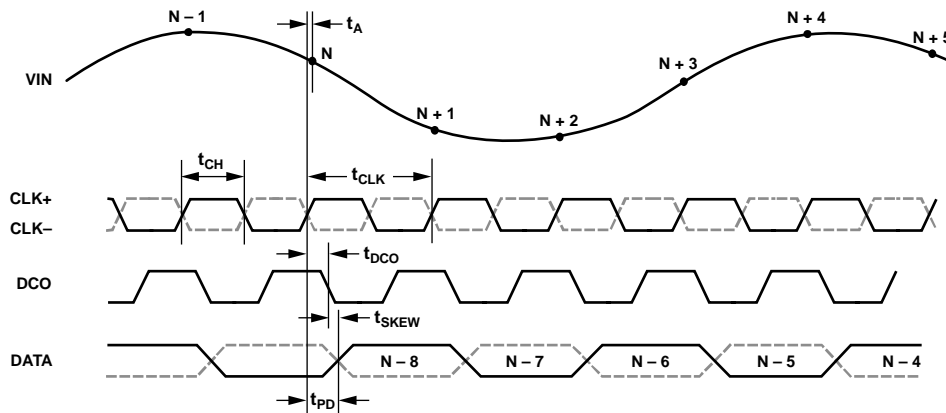 N – 1
tA
N
N + 4
N + 5
VIN
N + 3
N + 1
N + 2
tCH
tCLK
CLK+
CLK–
tDCO
DCO
tSKEW
DATA
N – 8
N – 7
N – 6
N – 5
N – 4
tPD